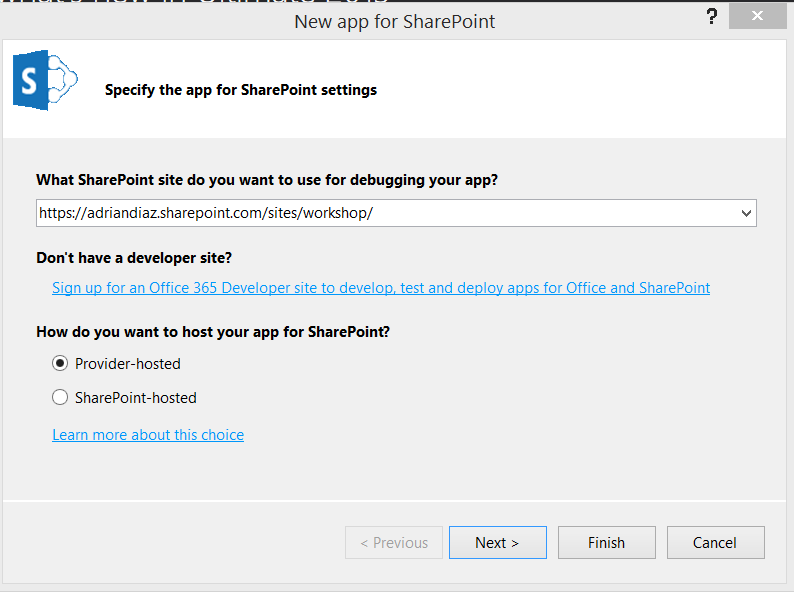 New app for SharePoint
?
S
Specify the app for SharePoint settings
What SharePoint site do you want to use for debugging your app?
https://adriandiaz.sharepoint.com/sites/workshop/
Don't have a developer site?
Sign up for an Office 365 Developer site to develop, test and deploy apps for Office and SharePoint
How do you want to host your app for SharePoint?
Provider-hosted
SharePoint-hosted
Learn more about this choice
< Previous
Next >
Finish
Cancel